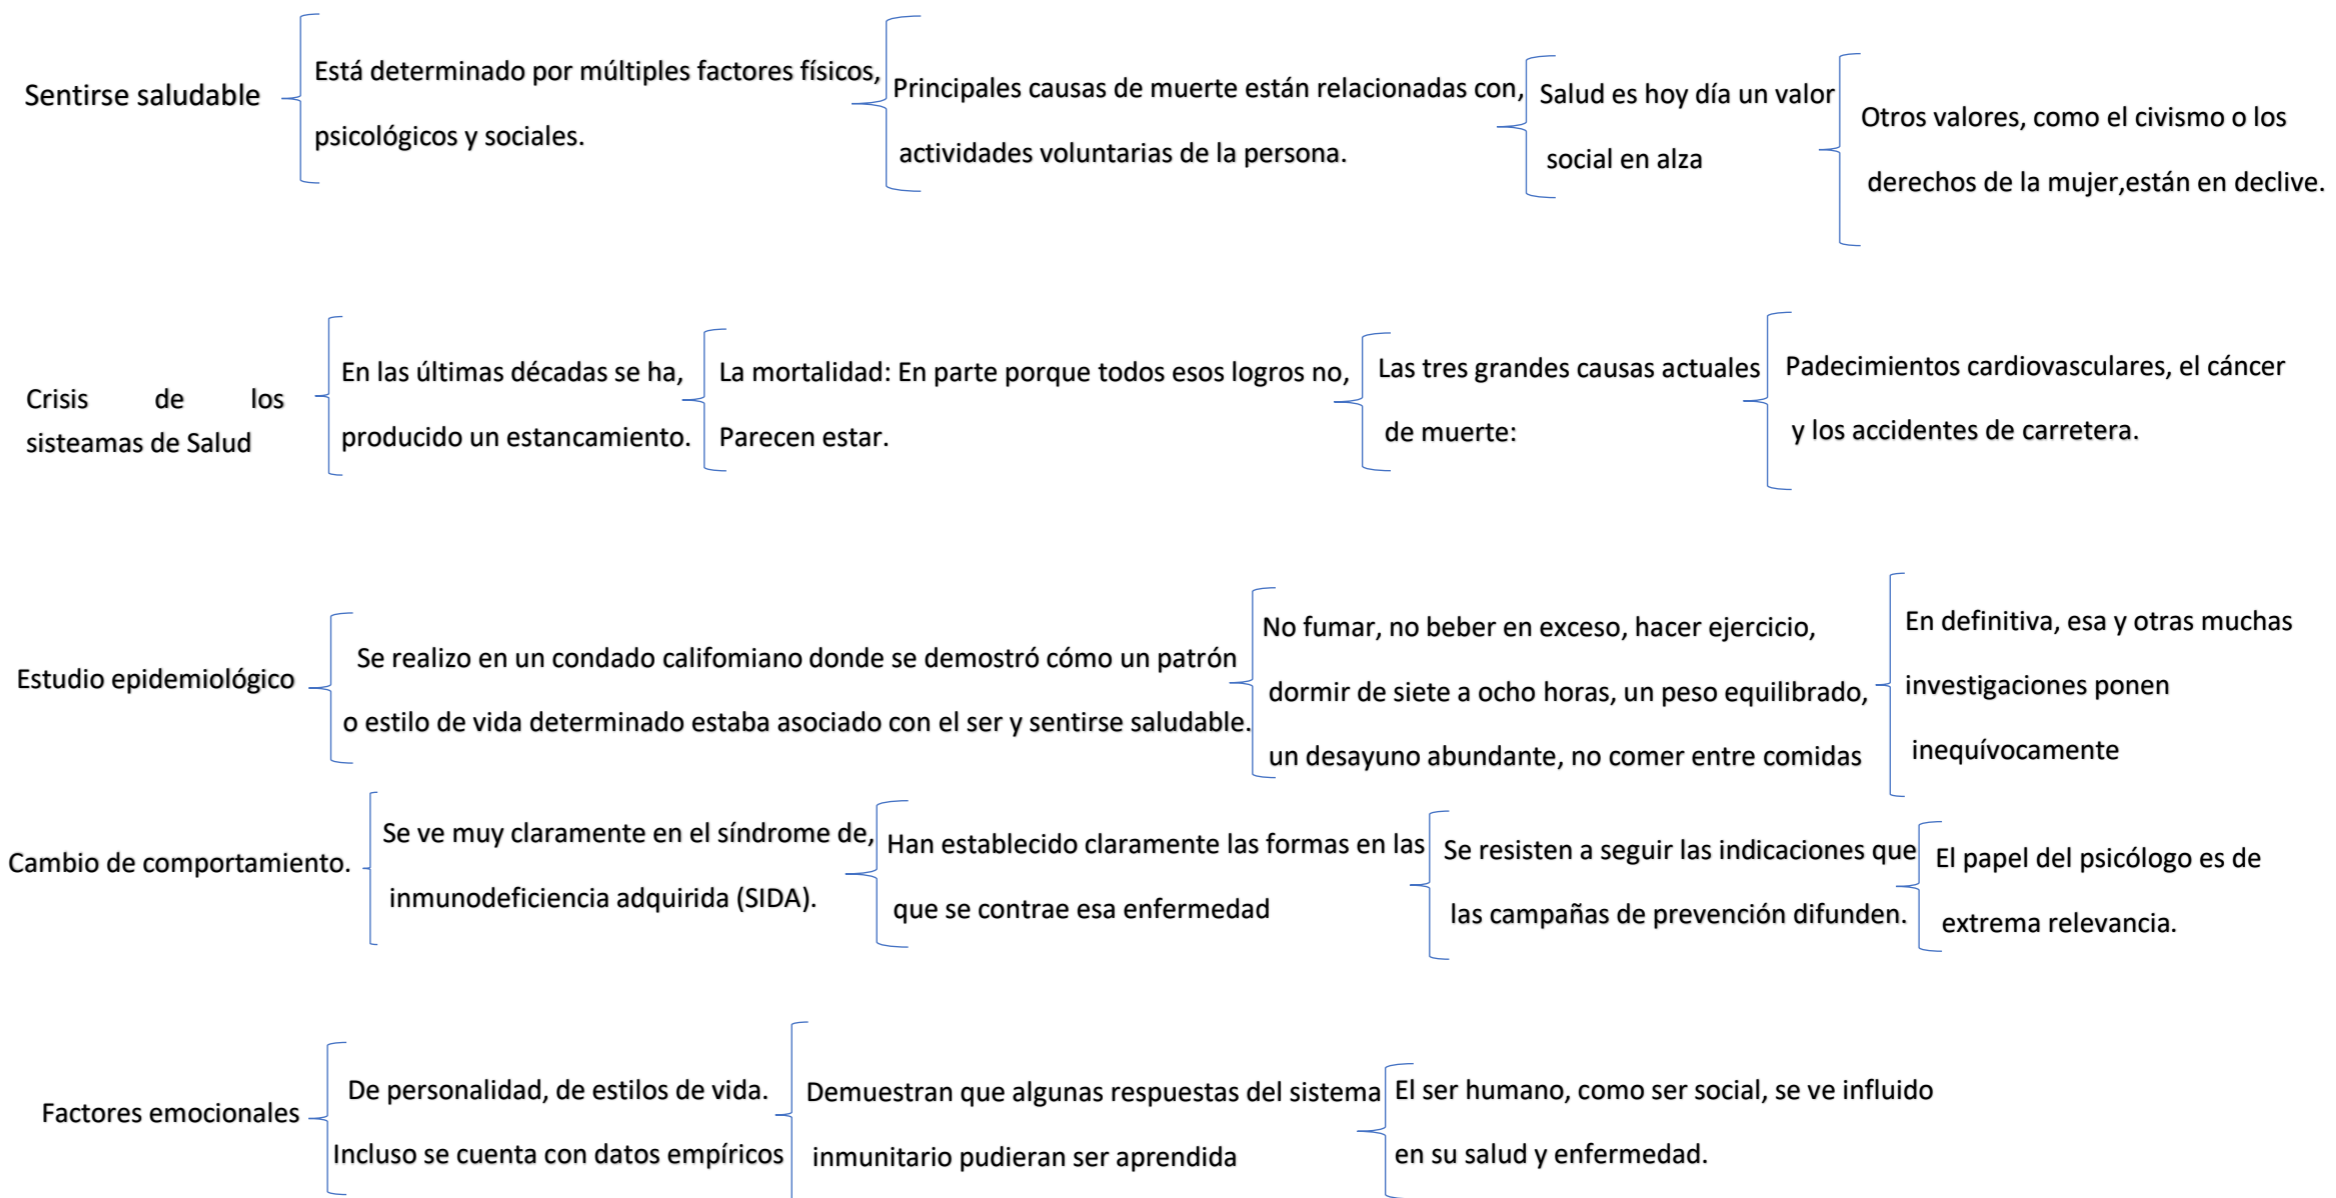 Sentirse saludable
Está determinado por múltiples factores físicos,
psicológicos y sociales.
Principales causas de muerte están relacionadas con,
actividades voluntarias de la persona.
Salud es hoy día un valor
social en alza
Otros valores, como el civismo o los
derechos de la mujer,están en declive.
Crisis de los
sisteamas de Salud
En las últimas décadas se ha,
producido un estancamiento.
La mortalidad: En parte porque todos esos logros no,
Parecen estar.
Las tres grandes causas actuales
de muerte:
Padecimientos cardiovasculares, el cáncer
y los accidentes de carretera.
Estudio epidemiológico
Se realizo en un condado califomiano donde se demostró cómo un patrón
o estilo de vida determinado estaba asociado con el ser y sentirse saludable.
No fumar, no beber en exceso, hacer ejercicio,
dormir de siete a ocho horas, un peso equilibrado,
un desayuno abundante, no comer entre comidas
En definitiva, esa y otras muchas
investigaciones ponen
inequívocamente
Cambio de comportamiento.
Se ve muy claramente en el síndrome de,
inmunodeficiencia adquirida (SIDA).
Han establecido claramente las formas en las
que se contrae esa enfermedad
Se resisten a seguir las indicaciones que
las campañas de prevención difunden.
El papel del psicólogo es de
extrema relevancia.
Factores emocionales
De personalidad, de estilos de vida.
Incluso se cuenta con datos empíricos
Demuestran que algunas respuestas del sistema
inmunitario pudieran ser aprendida
El ser humano, como ser social, se ve influido
en su salud y enfermedad.